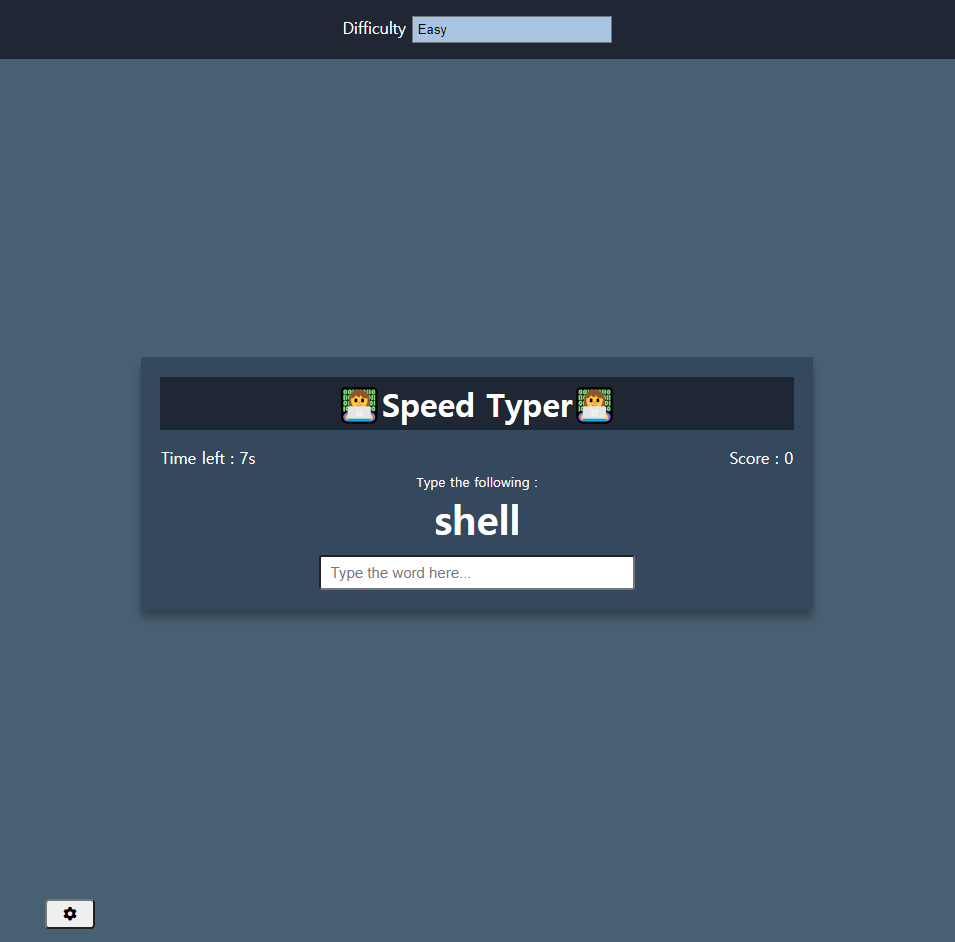 Difficulty Easy
Speed Typer
Time left : 7s Score : 0
Type the following :
shell
Type the word here...